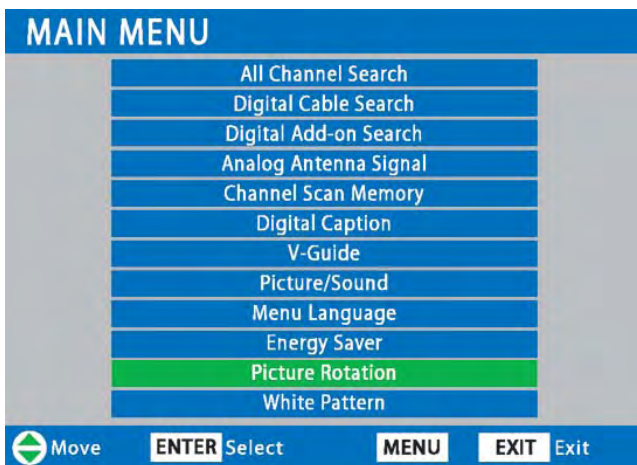 MAIN MENU
All Channel Search
Digital Cable Search
Digital Add-on Search
Analog Antenna Signal
Channel Scan Memory
Digital Caption
V-Guide
Picture/Sound
Menu Language
Energy Saver
Picture Rotation
White Pattern
Move ENTER Select MENU EXIT Exit